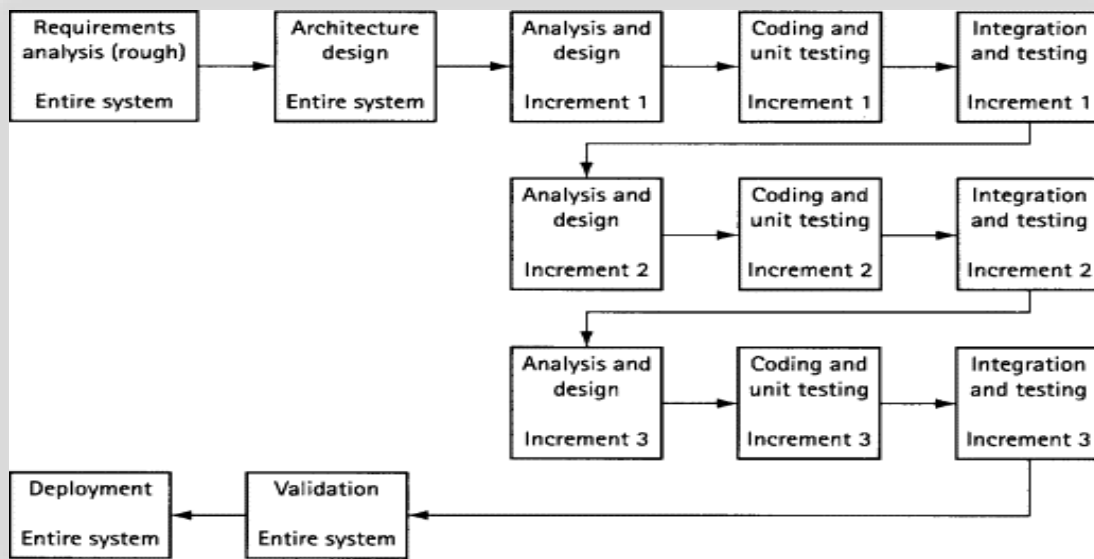 Requirements
analysis (rough)
Entire system
Architecture
design
Entire system
Analysis and
design
Increment 1
Coding and
unit testing
Increment 1
Integration
and testing
Increment 1
Analysis and
design
Increment 2
Coding and
unit testing
Increment 2
Integration
and testing
Increment 2
Analysis and
design
Increment 3
Coding and
unit testing
Increment 3
Integration
and testing
Increment 3
Deployment
Entire system
Validation
Entire system